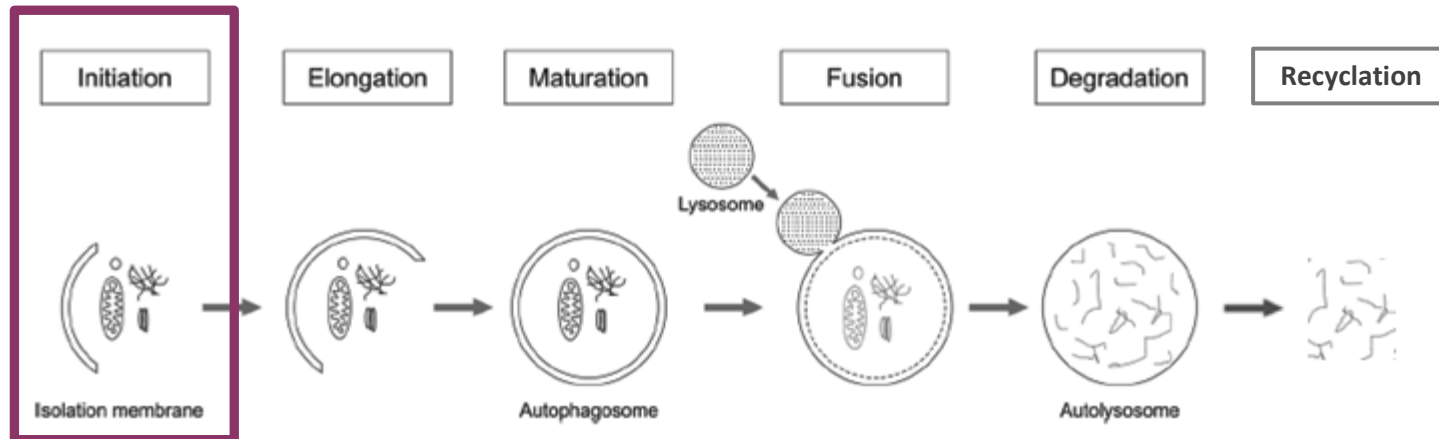 Initiation
Elongation
Maturation
Fusion
Degradation
Recyclation
Lysosome
Isolation membrane
Autophagosome
Autolysosome